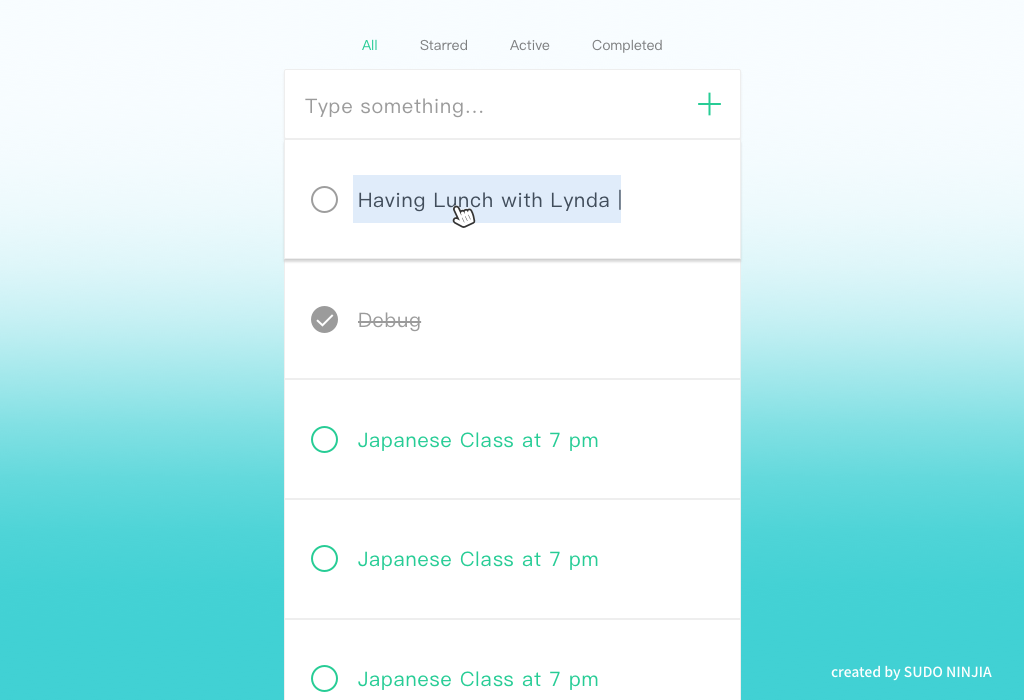 All Starred Active Completed
Type something...
Having Lunch with Lynda
Debug
Japanese Class at 7 pm
Japanese Class at 7 pm
Japanese Class at 7 pm
created by SUDO NINJIA